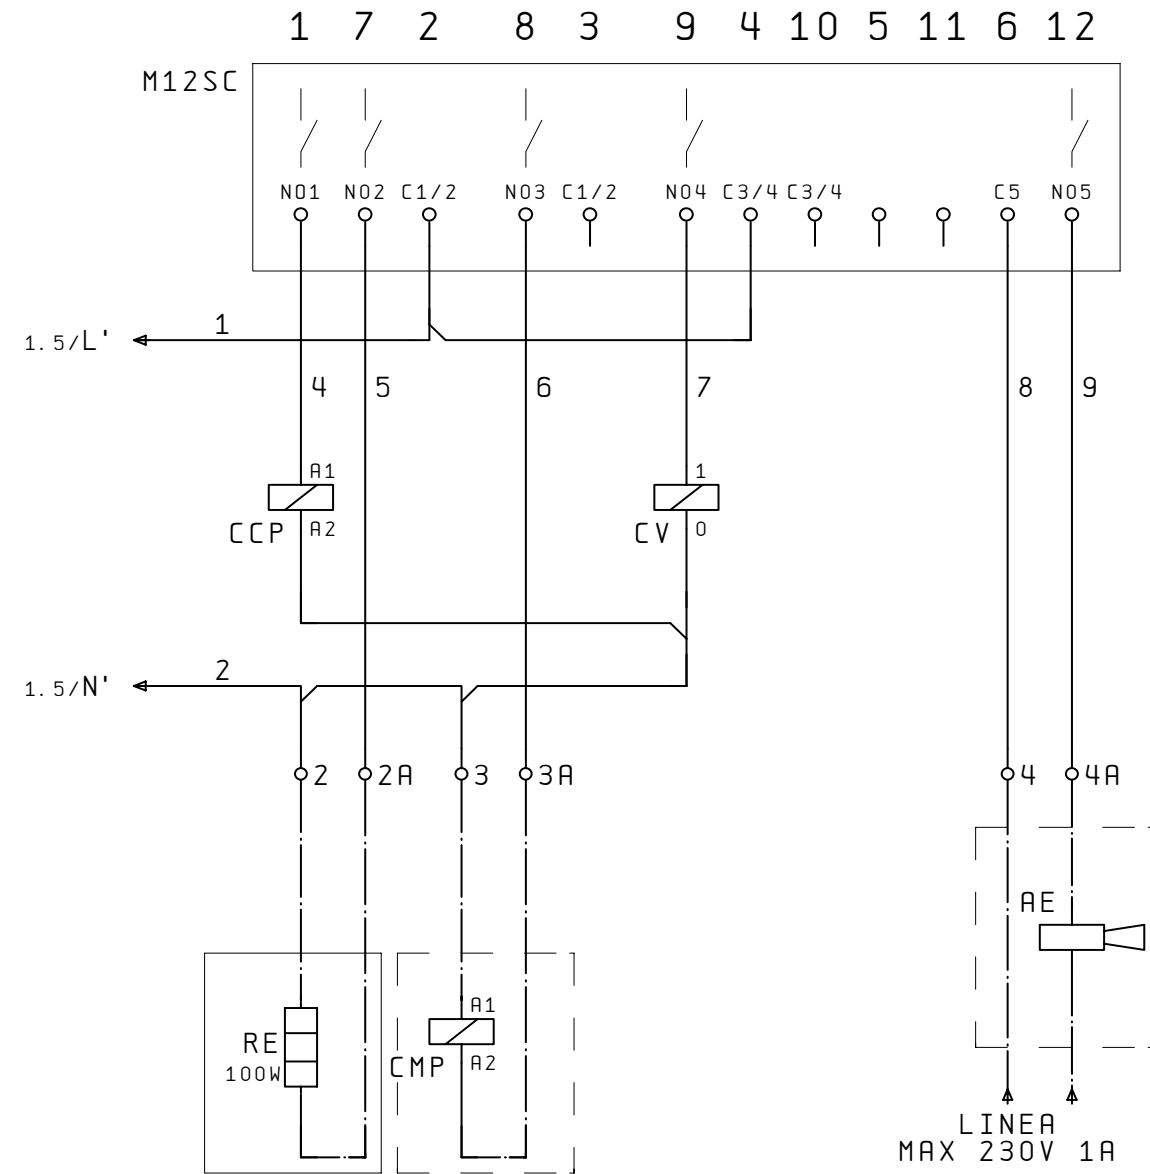 1 7 2 8 3 9 4 10 5 11 6 12
M12SC
NO1 NO2 C1/2 NO3 C1/2 NO4 C3/4 C3/4 C5 NO5
1.5/L' 1
4 5 6 7 8 9
A1 1
CCP A2 CV 0
1.5/N' 2
2 2A 3 3A 4 4A
AE
A1
RE
100W CMP A2
LINEA
MAX 230V 1A